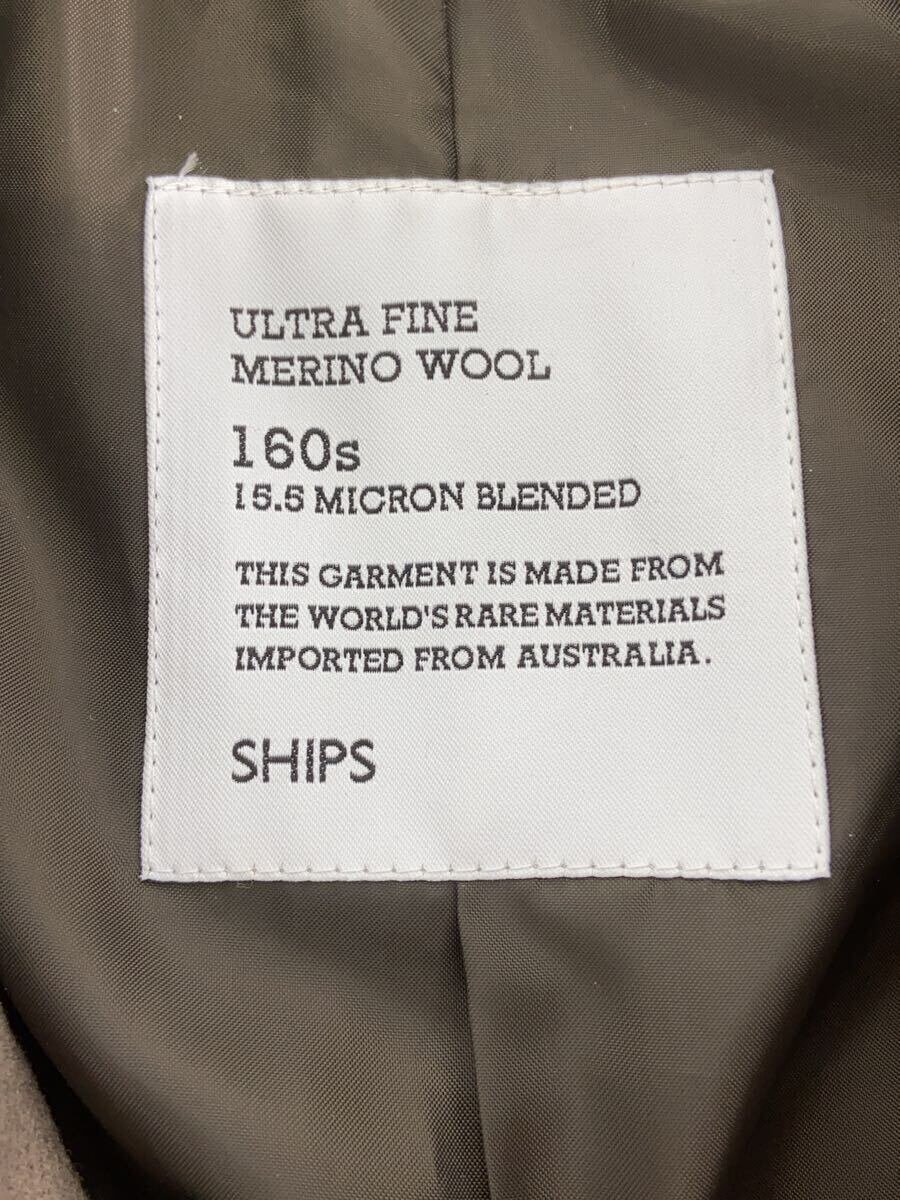 ULTRA FINE
MERINO WOOL
160s
15.5 MICRON BLENDED
THIS GARMENT IS MADE FROM
THE WORLD'S RARE MATERIALS
IMPORTED FROM AUSTRALIA.
SHIPS